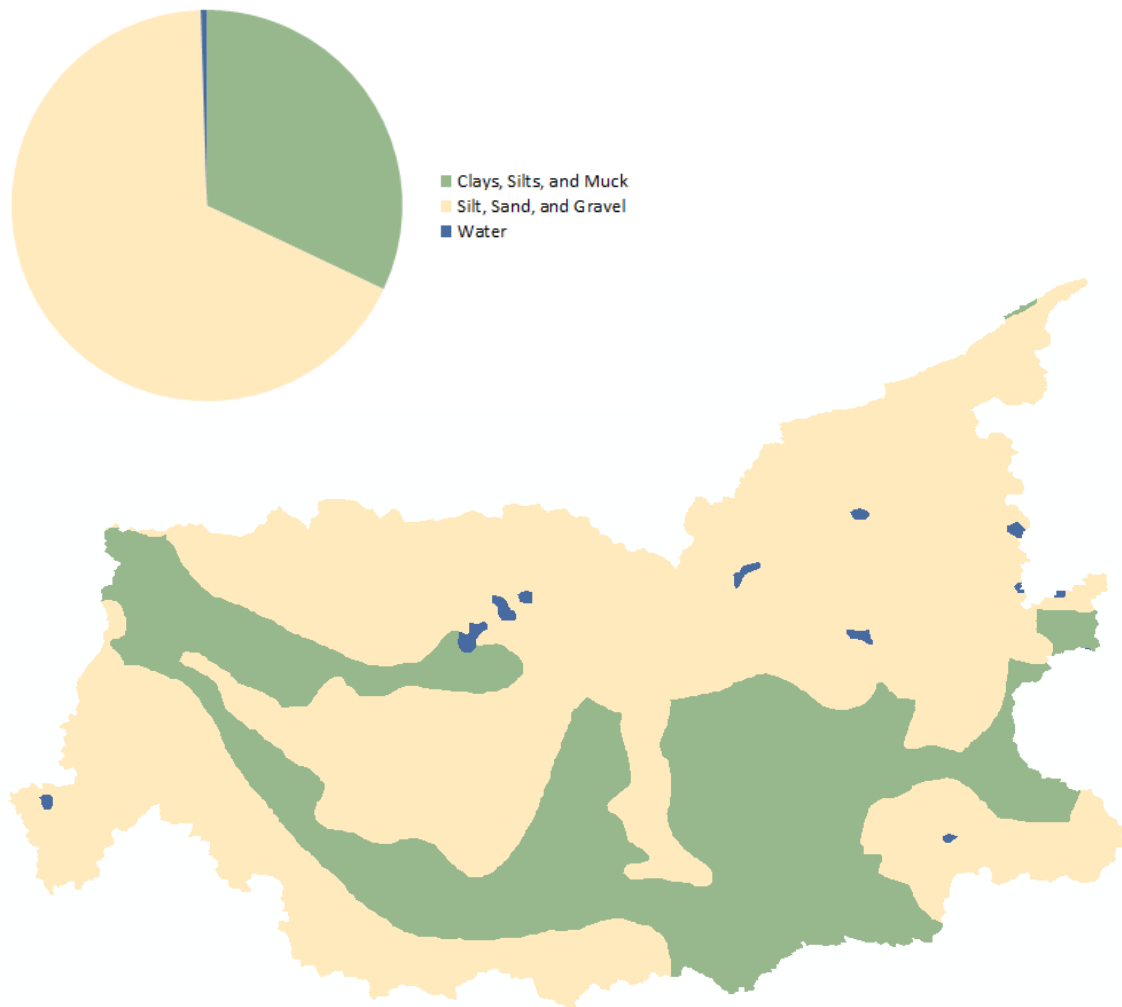 Clays, Silts, and Muck
Silt, Sand, and Gravel
Water